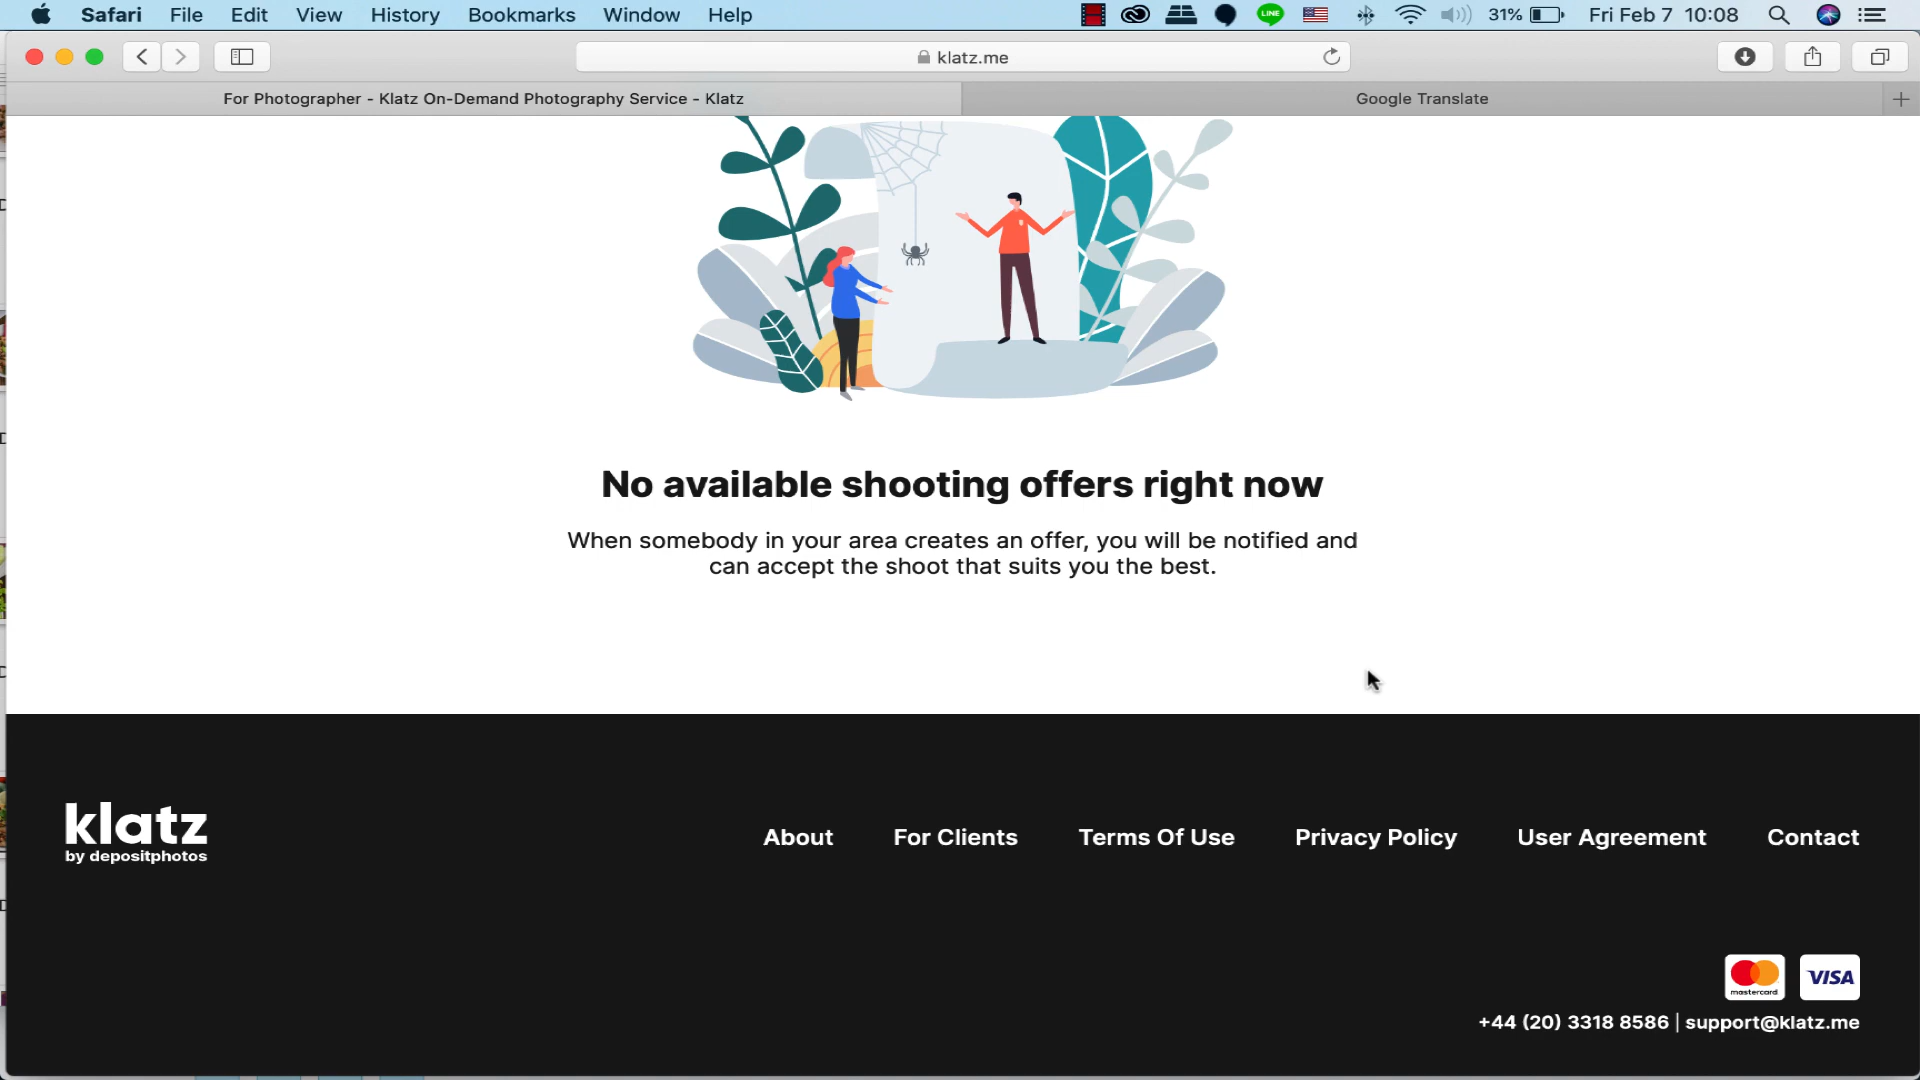 Safari File Edit View History Bookmarks Window Help LINE 31% Fri Feb 7 10:08
klatz.me
For Photographer - Klatz On-Demand Photography Service - Klatz
Google Translate
No available shooting offers right now
When somebody in your area creates an offer, you will be notified and
can accept the shoot that suits you the best.
klatz
by depositphotos
About For Clients Terms Of Use Privacy Policy User Agreement Contact
mastercard VISA
+44 (20) 3318 8586 | support@klatz.me